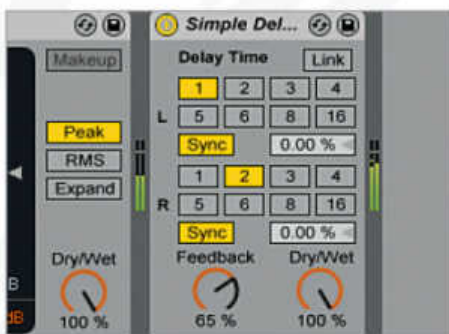 Simple Del...
Makeup
Delay Time Link
1 2 3 4
L 5 6 8 16
Peak
Sync 0.00 %
RMS
1 2 3 4
Expand
R 5 6 8 16
Sync 0.00 %
Dry/Wet Feedback Dry/Wet
B
dB 100 % 65 % 100 %